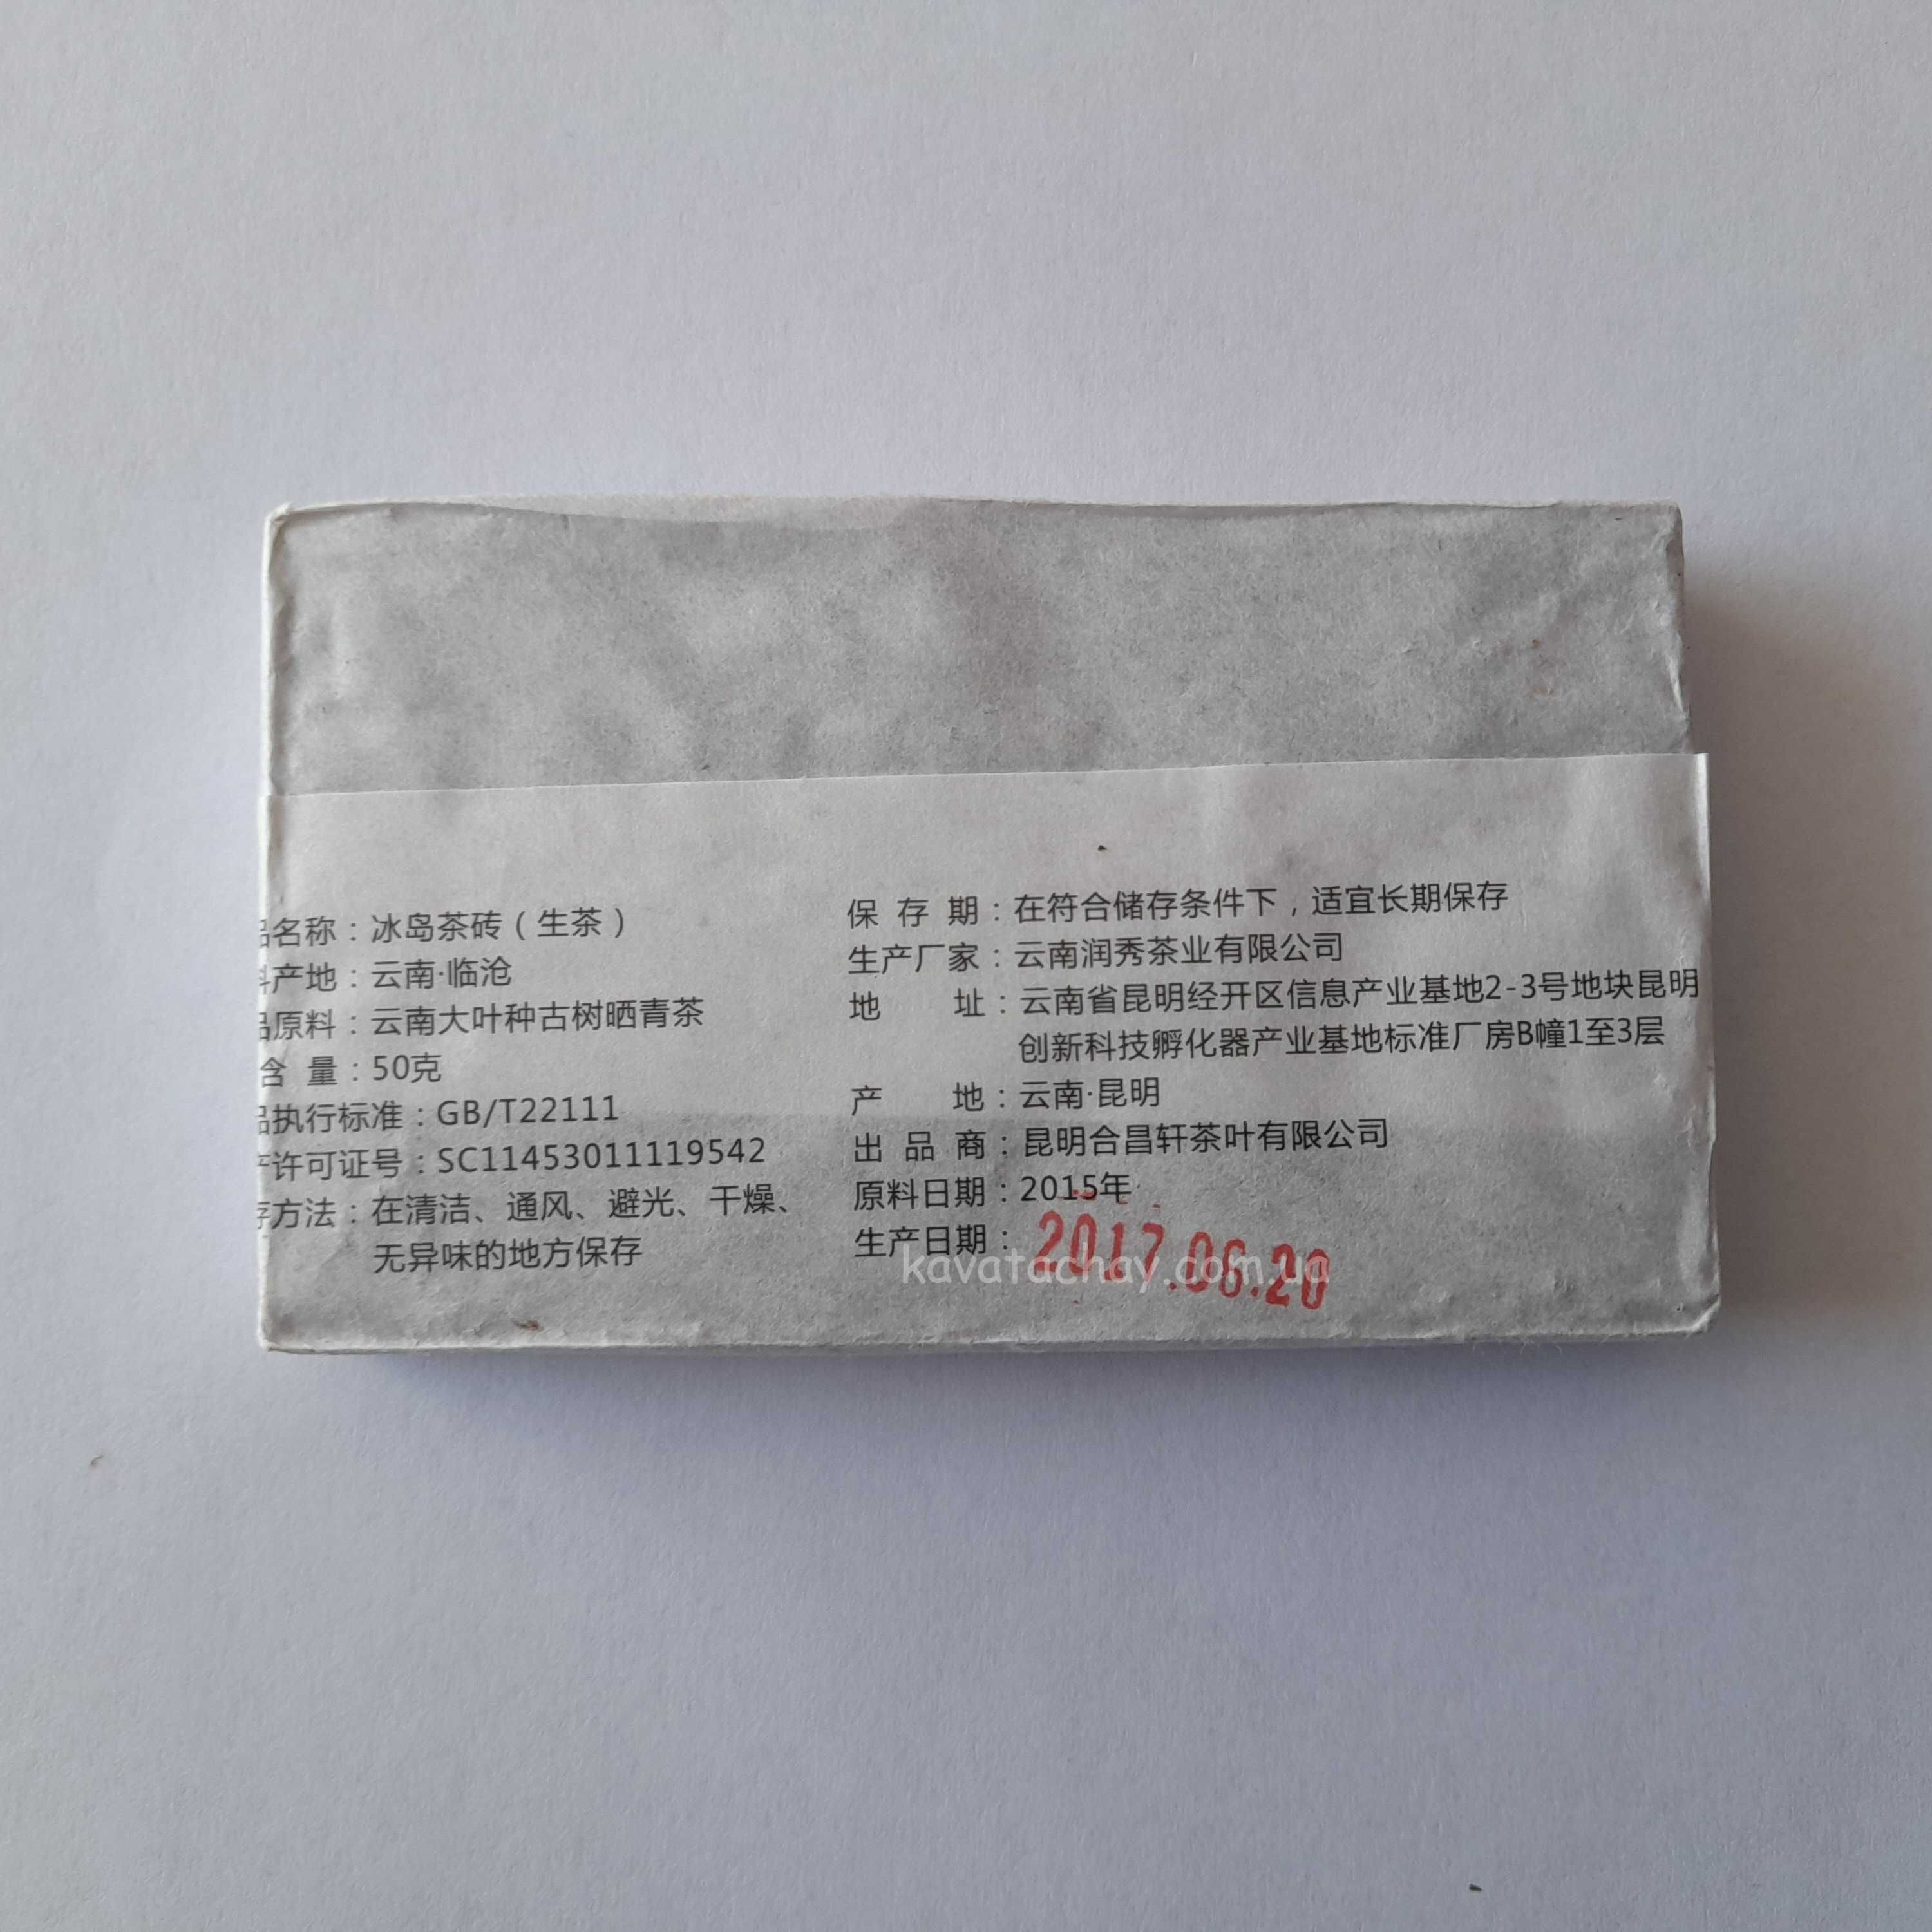 名称：冰岛茶砖（生茶）
产地：云南·临沧
原料：云南大叶种古树晒青茶
含 量：50克
执行标准：GB/T22111
许可证号：SC11453011119542
方法：在清洁、通风、避光、干燥、
无异味的地方保存
保 存 期：在符合储存条件下，适宜长期保存
生产厂家：云南润秀茶业有限公司
地 址：云南省昆明经开区信息产业基地2-3号地块昆明
创新科技孵化器产业基地标准厂房B幢1至3层
产 地：云南·昆明
出 品 商：昆明合昌轩茶叶有限公司
原料日期：2015年
生产日期：2017.06.20
kavatachay.com.ua